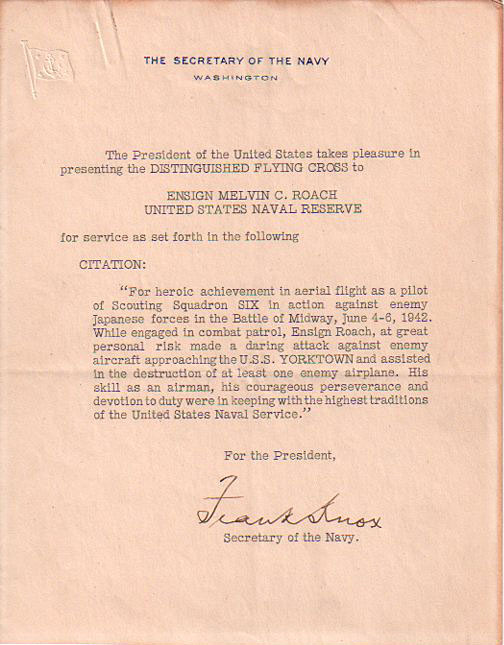 THE SECRETARY OF THE NAVY
WASHINGTON
The President of the United States takes pleasure in
presenting the DISTINGUISHED FLYING CROSS to
ENSIGN MELVIN C. ROACH
UNITED STATES NAVAL RESERVE
for service as set forth in the following
CITATION:
"For heroic achievement in aerial flight as a pilot
of Scouting Squadron SIX in action against enemy
Japanese forces in the Battle of Midway, June 4-6, 1942.
While engaged in combat patrol, Ensign Roach, at great
personal risk made a daring attack against enemy
aircraft approaching the U.S.S. YORKTOWN and assisted
in the destruction of at least one enemy airplane. His
skill as an airman, his courageous perseverance and
devotion to duty were in keeping with the highest traditions
of the United States Naval Service."
For the President,
Frank Knox
Secretary of the Navy.